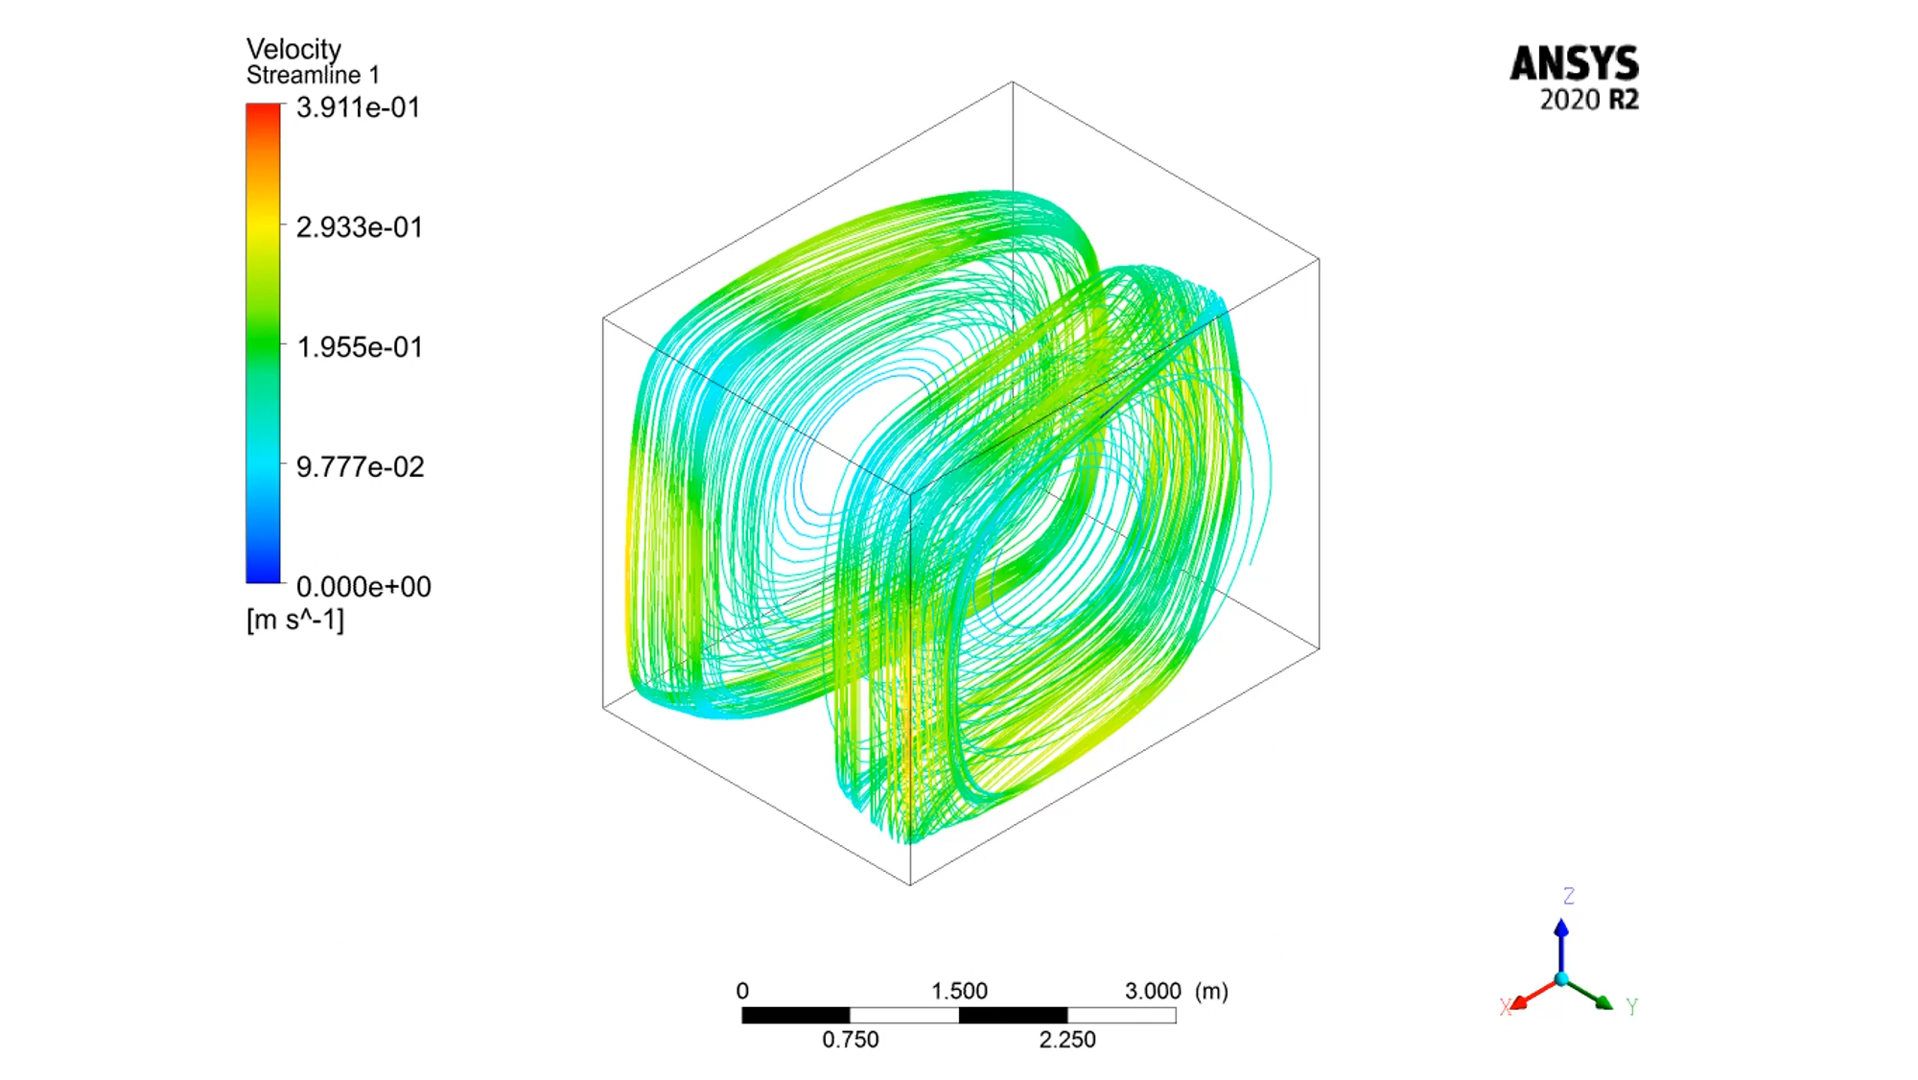 Velocity
Streamline 1
3.911e-01
2.933e-01
1.955e-01
9.777e-02
0.000e+00
[m s^-1]
ANSYS
2020 R2
0 1.500 3.000 (m)
0.750 2.250
Z
X Y